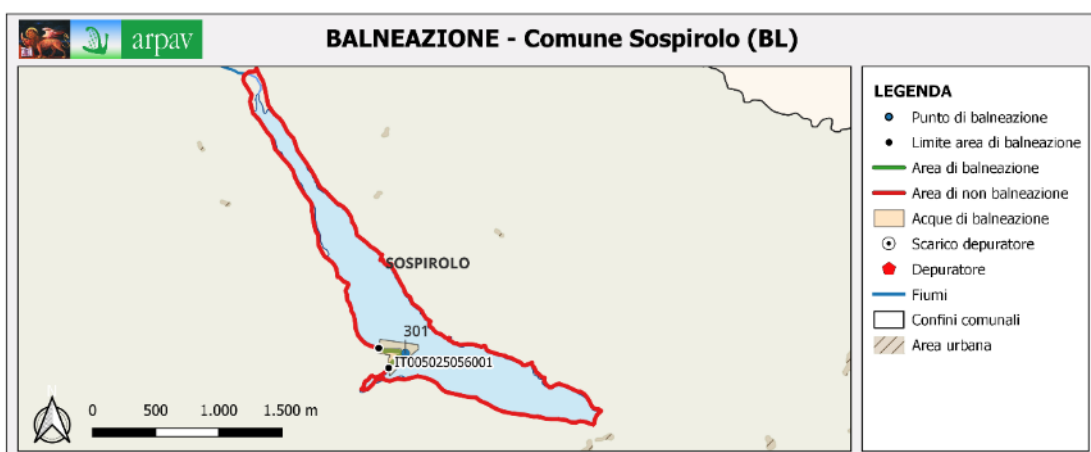 arpav
BALNEAZIONE - Comune Sospirolo (BL)
SOSPIROLO
301
IT005025056001
N
0 500 1.000 1.500 m
LEGENDA
Punto di balneazione
Limite area di balneazione
Area di balneazione
Area di non balneazione
Acque di balneazione
Scarico depuratore
Depuratore
Fiumi
Confini comunali
Area urbana